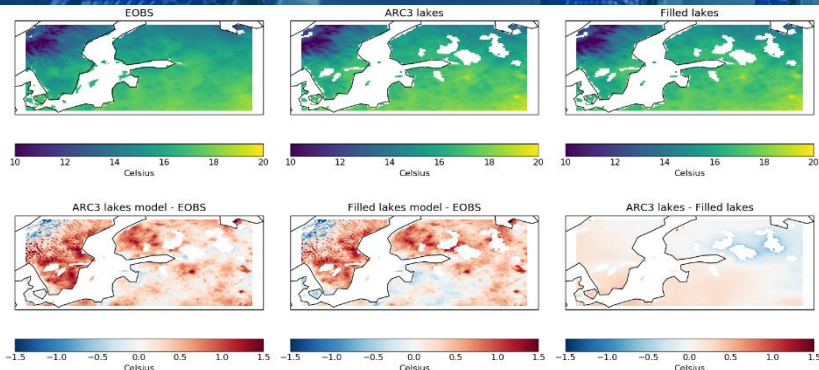 EOBS
ARC3 lakes
Filled lakes
10 12 14 16 18 20
Celsius
10 12 14 16 18 20
Celsius
10 12 14 16 18 20
Celsius
ARC3 lakes model - EOBS
Filled lakes model - EOBS
ARC3 lakes - Filled lakes
−1.5 −1.0 −0.5 0.0 0.5 1.0 1.5
Celsius
−1.5 −1.0 −0.5 0.0 0.5 1.0 1.5
Celsius
−1.5 −1.0 −0.5 0.0 0.5 1.0 1.5
Celsius